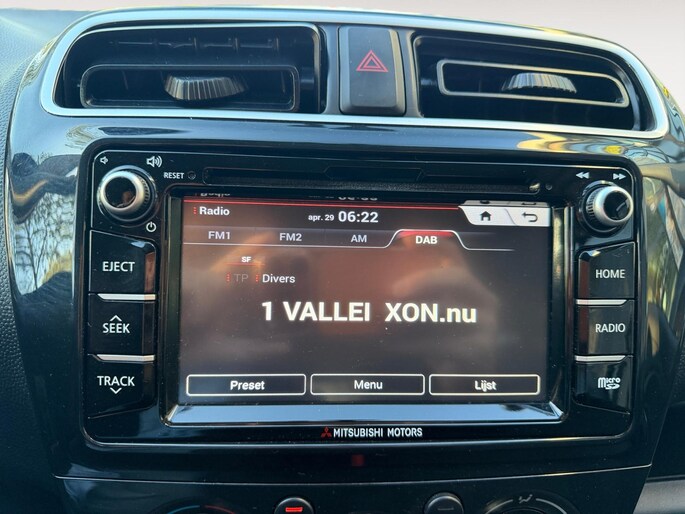 RESET
Radio
apr. 29 06:22
FM1 FM2 AM DAB
SF
TP Divers
1 VALLEI XON.nu
Preset Menu Lijst
EJECT
SEEK
TRACK
HOME
RADIO
micro
MITSUBISHI MOTORS